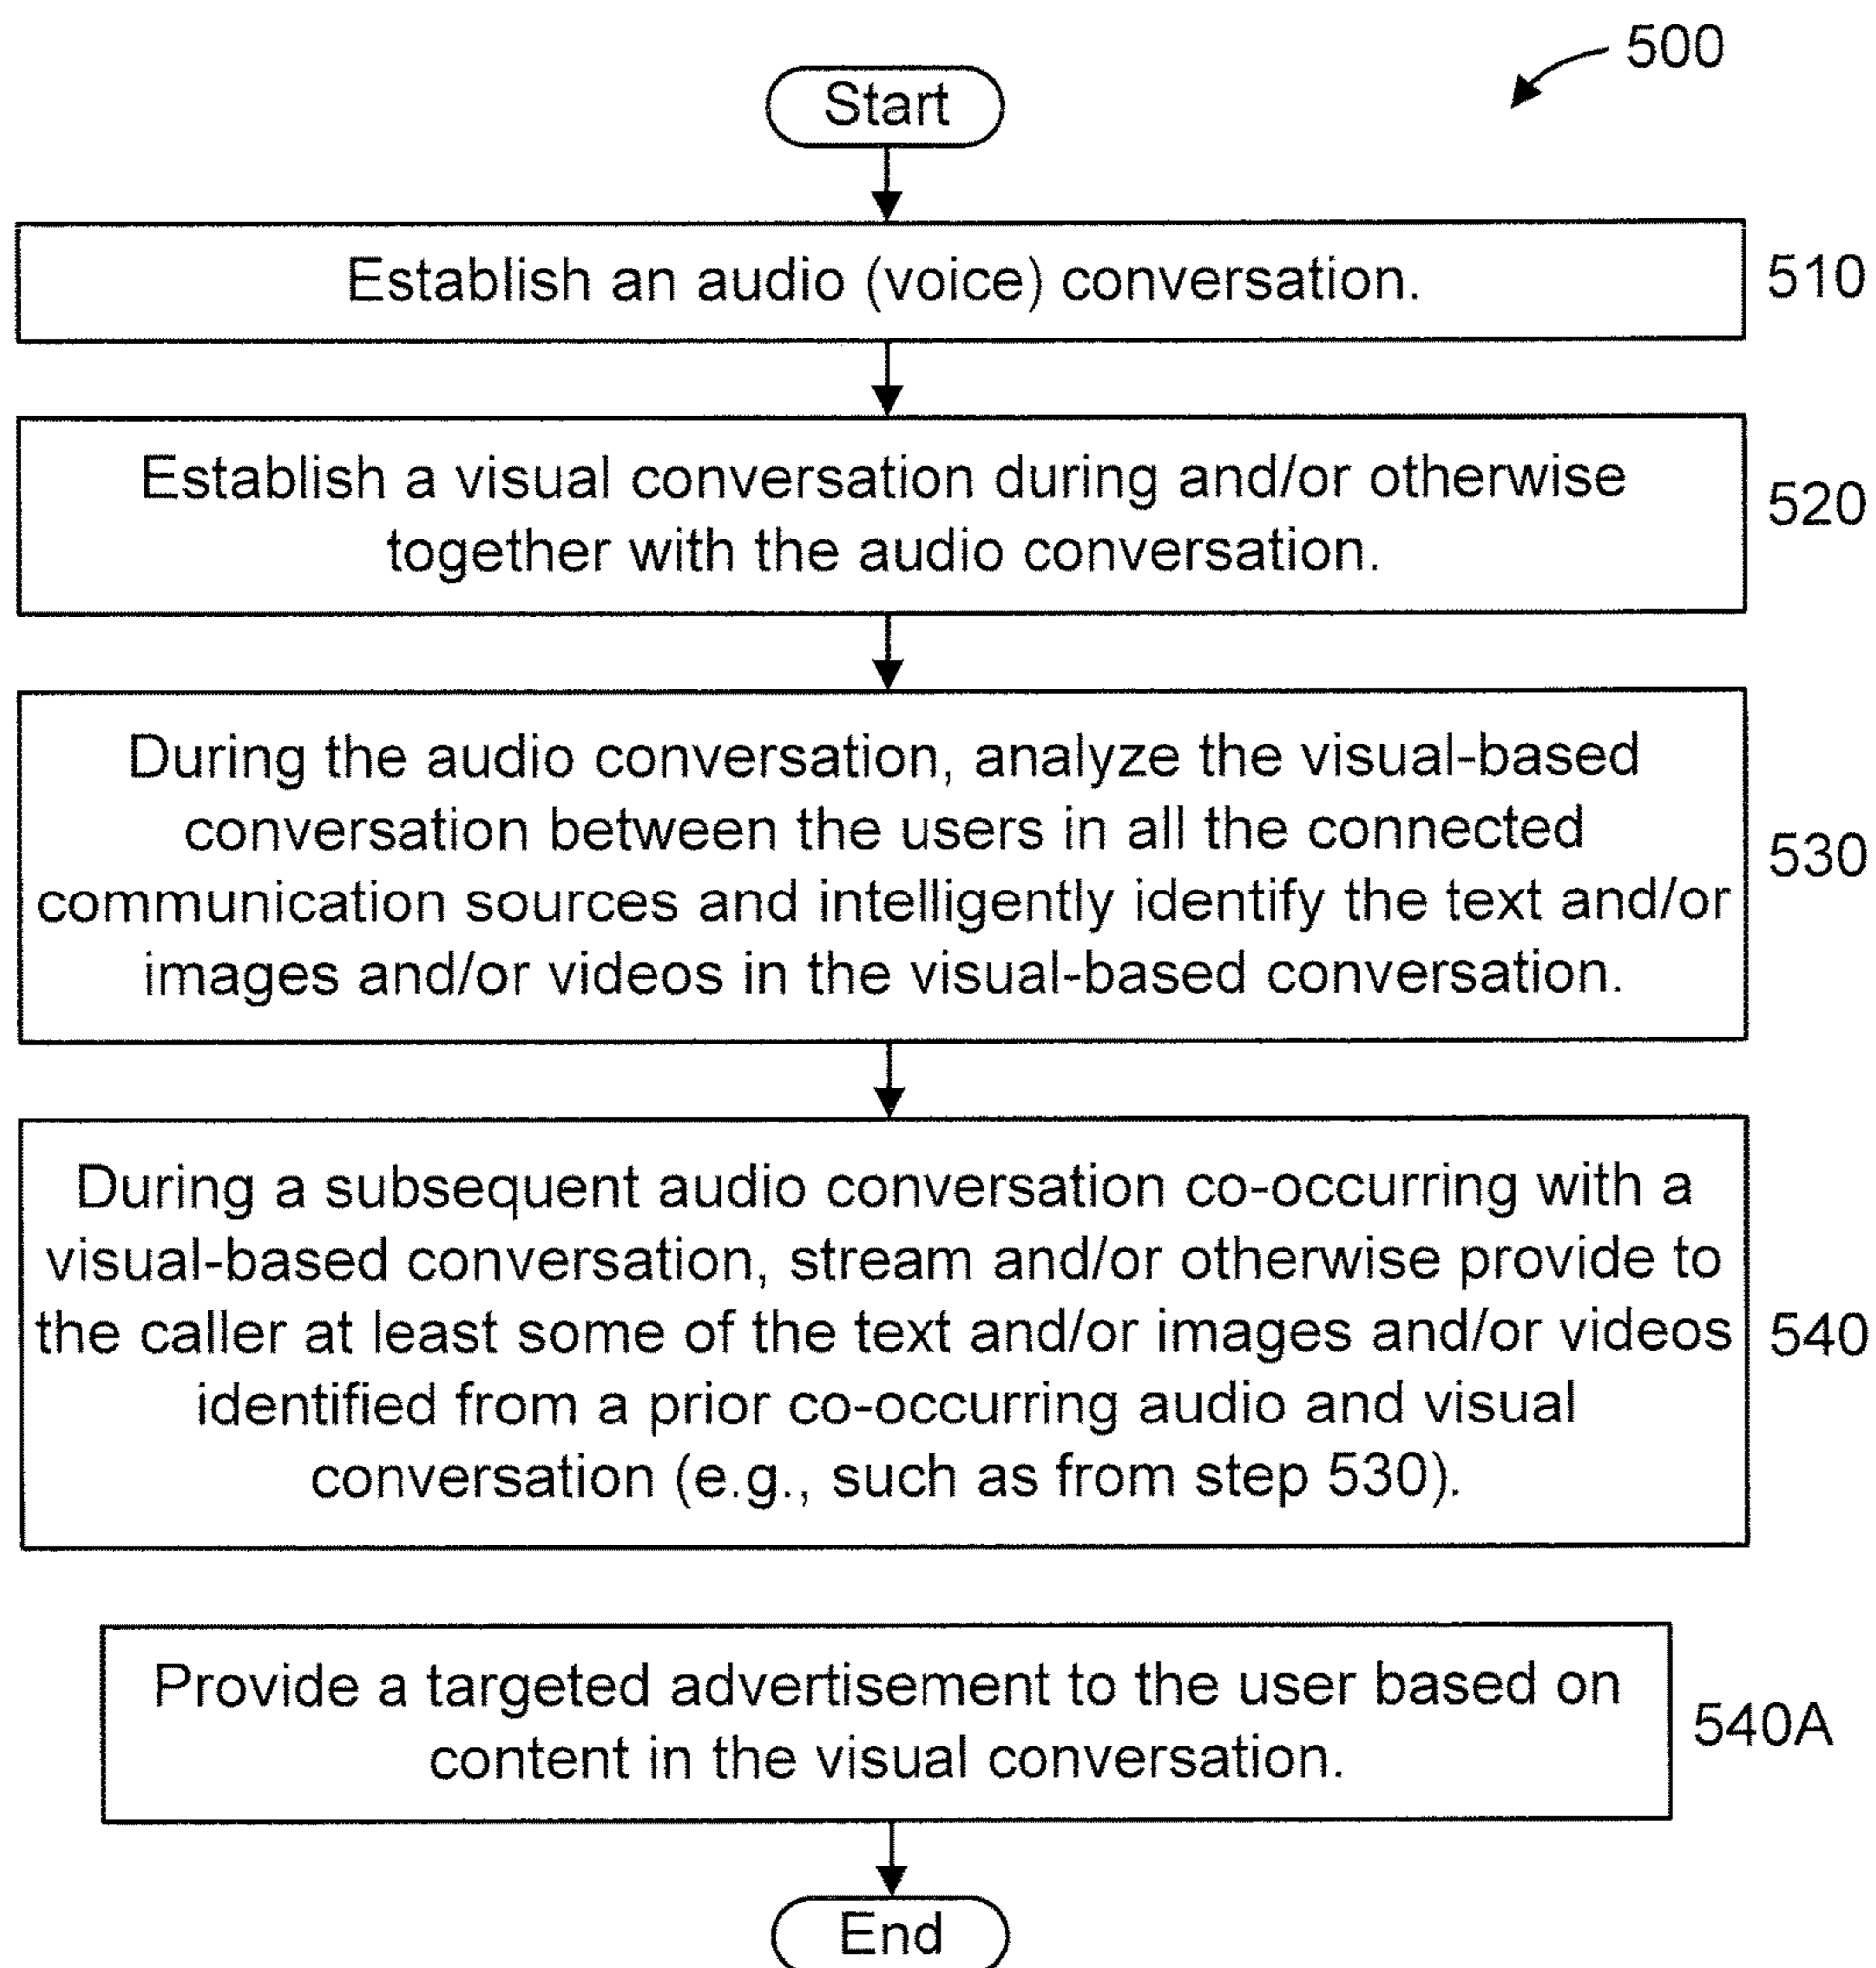 500
Start
Establish an audio (voice) conversation.
510
Establish a visual conversation during and/or otherwise
together with the audio conversation.
520
During the audio conversation, analyze the visual-based
conversation between the users in all the connected
communication sources and intelligently identify the text and/or
images and/or videos in the visual-based conversation.
530
During a subsequent audio conversation co-occurring with a
visual-based conversation, stream and/or otherwise provide to
the caller at least some of the text and/or images and/or videos
identified from a prior co-occurring audio and visual
conversation (e.g., such as from step 530).
540
Provide a targeted advertisement to the user based on
content in the visual conversation.
540A
End